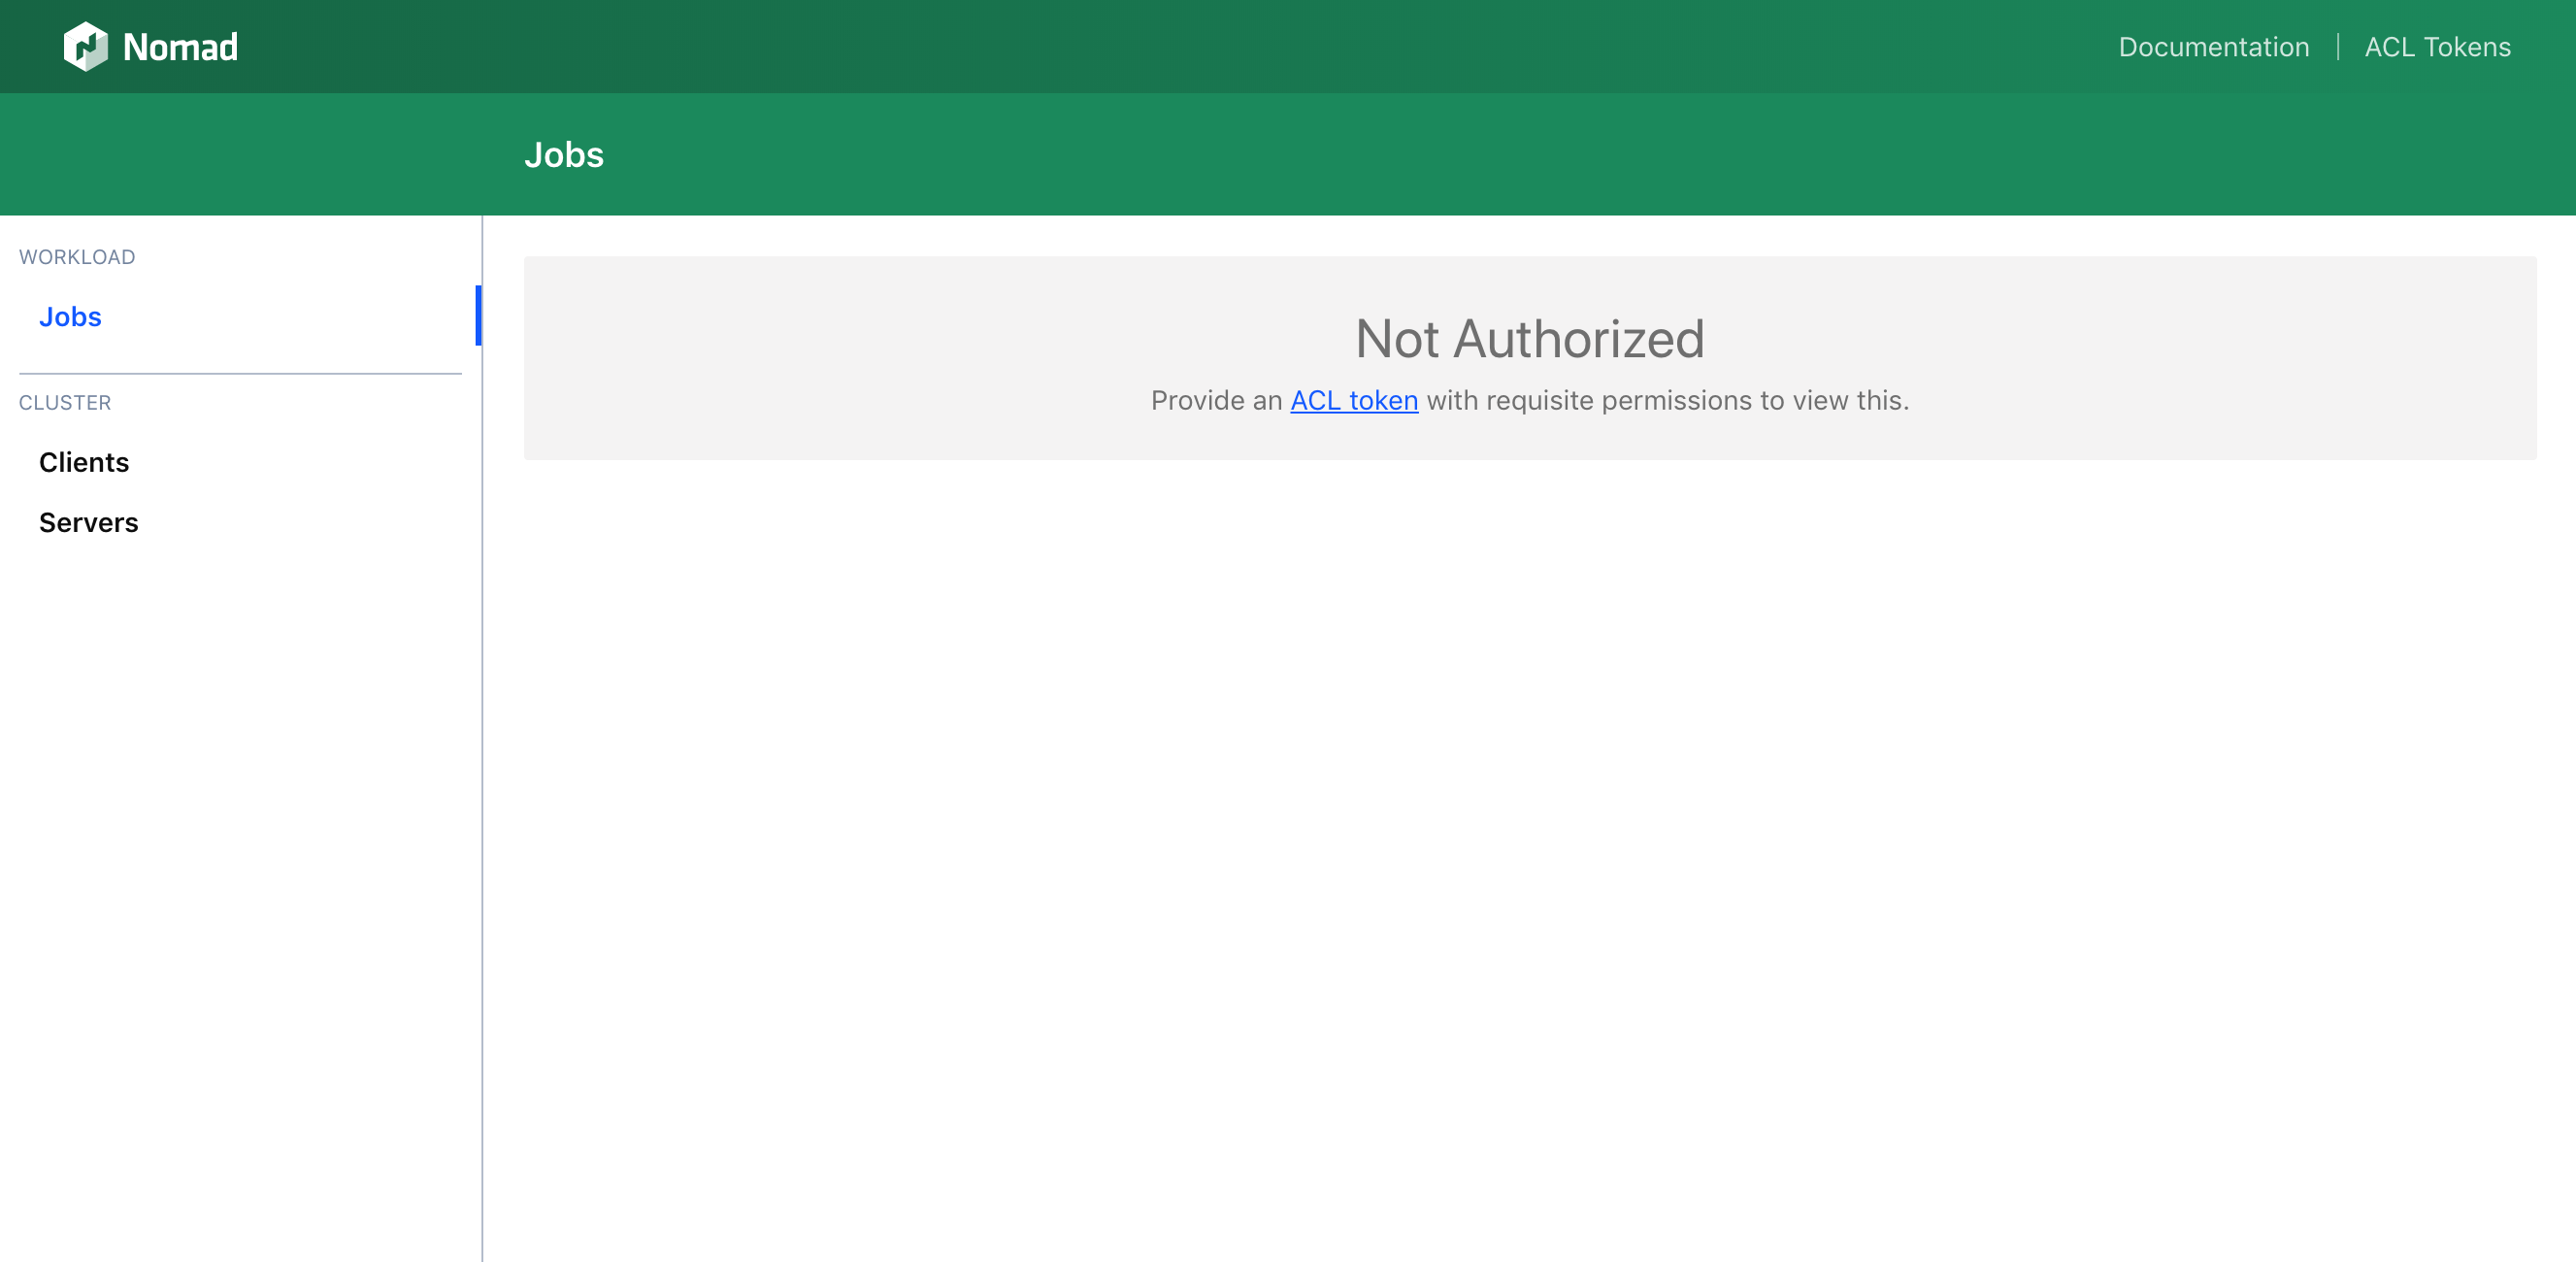 Nomad
Documentation
ACL Tokens
Jobs
WORKLOAD
Jobs
CLUSTER
Clients
Servers
Not Authorized
Provide an ACL token with requisite permissions to view this.